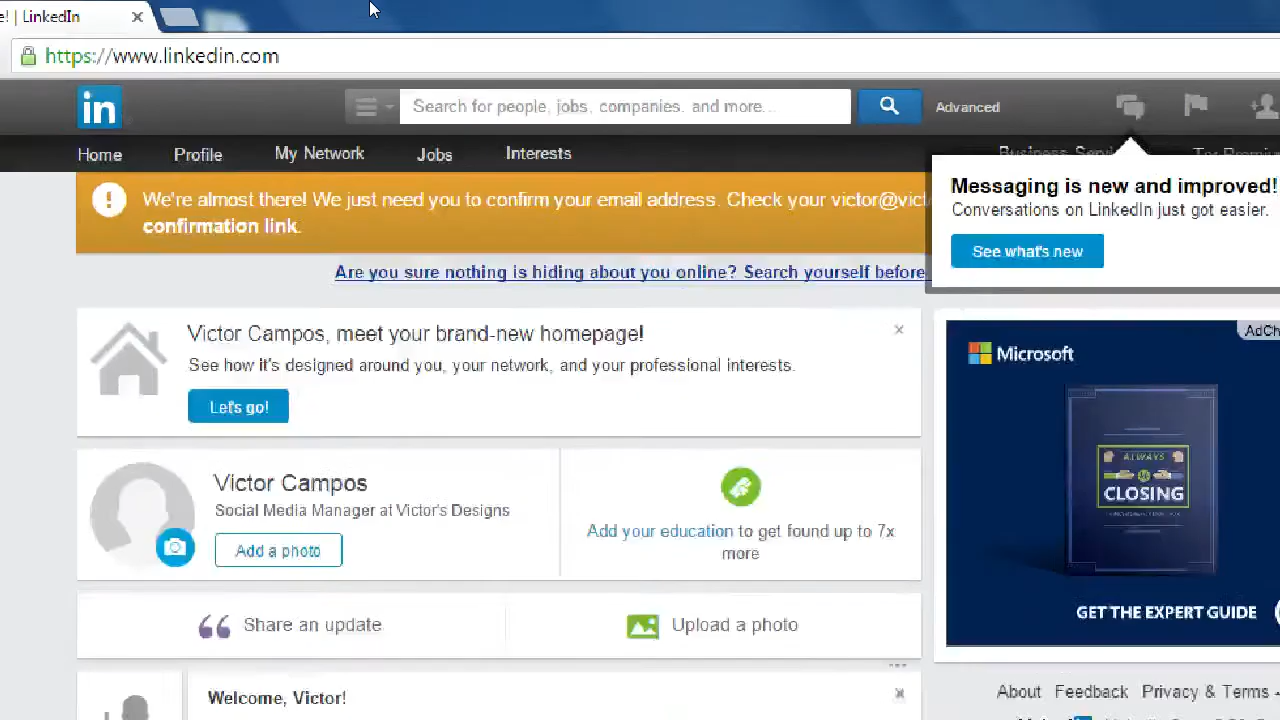 e! | LinkedIn
https://www.linkedin.com
in
Search for people, jobs, companies, and more...
Advanced
Home
Profile
My Network
Jobs
Interests
Business
Try
Messaging is new and improved!
Conversations on LinkedIn just got easier.
See what's new
We're almost there! We just need you to confirm your email address. Check your
confirmation link.
Are you sure nothing is hiding about you online? Search yourself before
Victor Campos, meet your brand-new homepage!
See how it's designed around you, your network, and your professional interests.
Let's go!
Microsoft
ALWAYS
CLOSING
GET THE EXPERT GUIDE
Victor Campos
Social Media Manager at Victor's Designs
Add a photo
Add your education to get found up to 7x
more
Share an update
Upload a photo
Welcome, Victor!
About
Feedback
Privacy & Terms